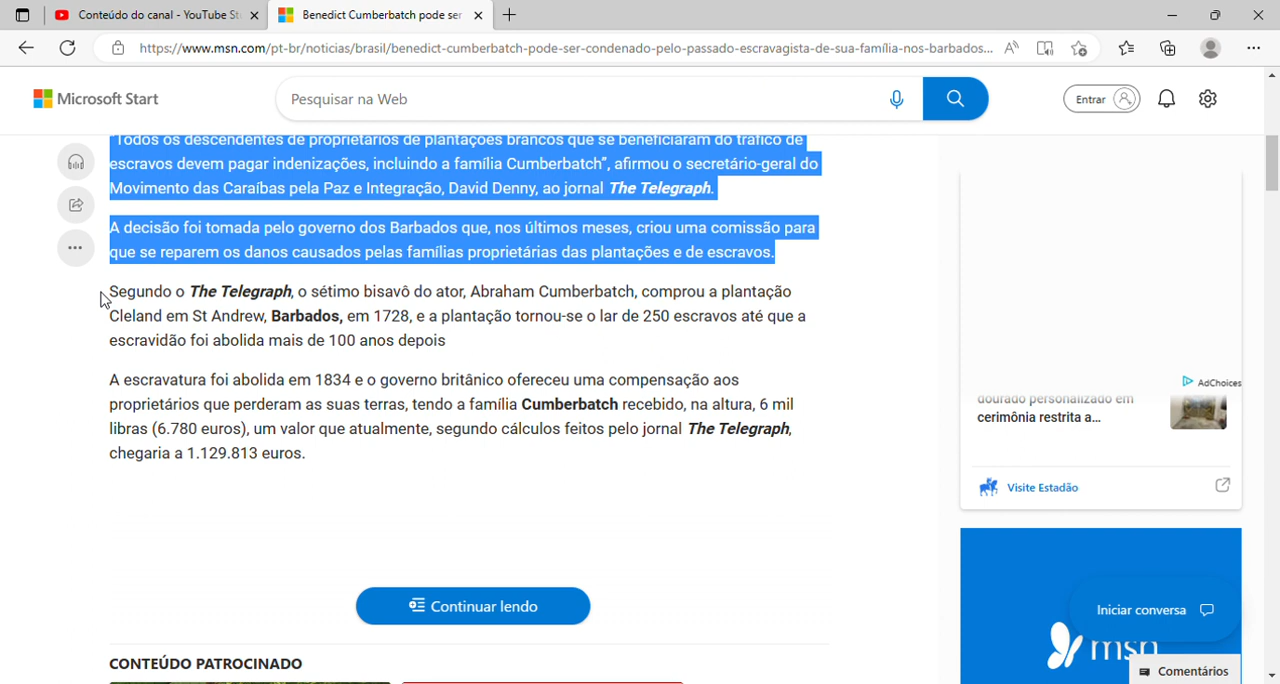 Conteúdo do canal - YouTube St
Benedict Cumberbatch pode ser
https://www.msn.com/pt-br/noticias/brasil/benedict-cumberbatch-pode-ser-condenado-pelo-passado-escravagista-de-sua-família-nos-barbados...
Microsoft Start
Pesquisar na Web
Entrar
"Todos os descendentes de proprietários de plantações brancos que se beneficiaram do tráfico de
escravos devem pagar indenizações, incluindo a família Cumberbatch", afirmou o secretário-geral do
Movimento das Caraíbas pela Paz e Integração, David Denny, ao jornal The Telegraph.
A decisão foi tomada pelo governo dos Barbados que, nos últimos meses, criou uma comissão para
que se reparem os danos causados pelas famílias proprietárias das plantações e de escravos.
Segundo o The Telegraph, o sétimo bisavô do ator, Abraham Cumberbatch, comprou a plantação
Cleland em St Andrew, Barbados, em 1728, e a plantação tornou-se o lar de 250 escravos até que a
escravidão foi abolida mais de 100 anos depois
A escravatura foi abolida em 1834 e o governo britânico ofereceu uma compensação aos
proprietários que perderam as suas terras, tendo a família Cumberbatch recebido, na altura, 6 mil
libras (6.780 euros), um valor que atualmente, segundo cálculos feitos pelo jornal The Telegraph,
chegaria a 1.129.813 euros.
Continuar lendo
CONTEÚDO PATROCINADO
AdChoices
dourado personalizado em
cerimônia restrita a...
Visite Estadão
Iniciar conversa
msn
Comentários